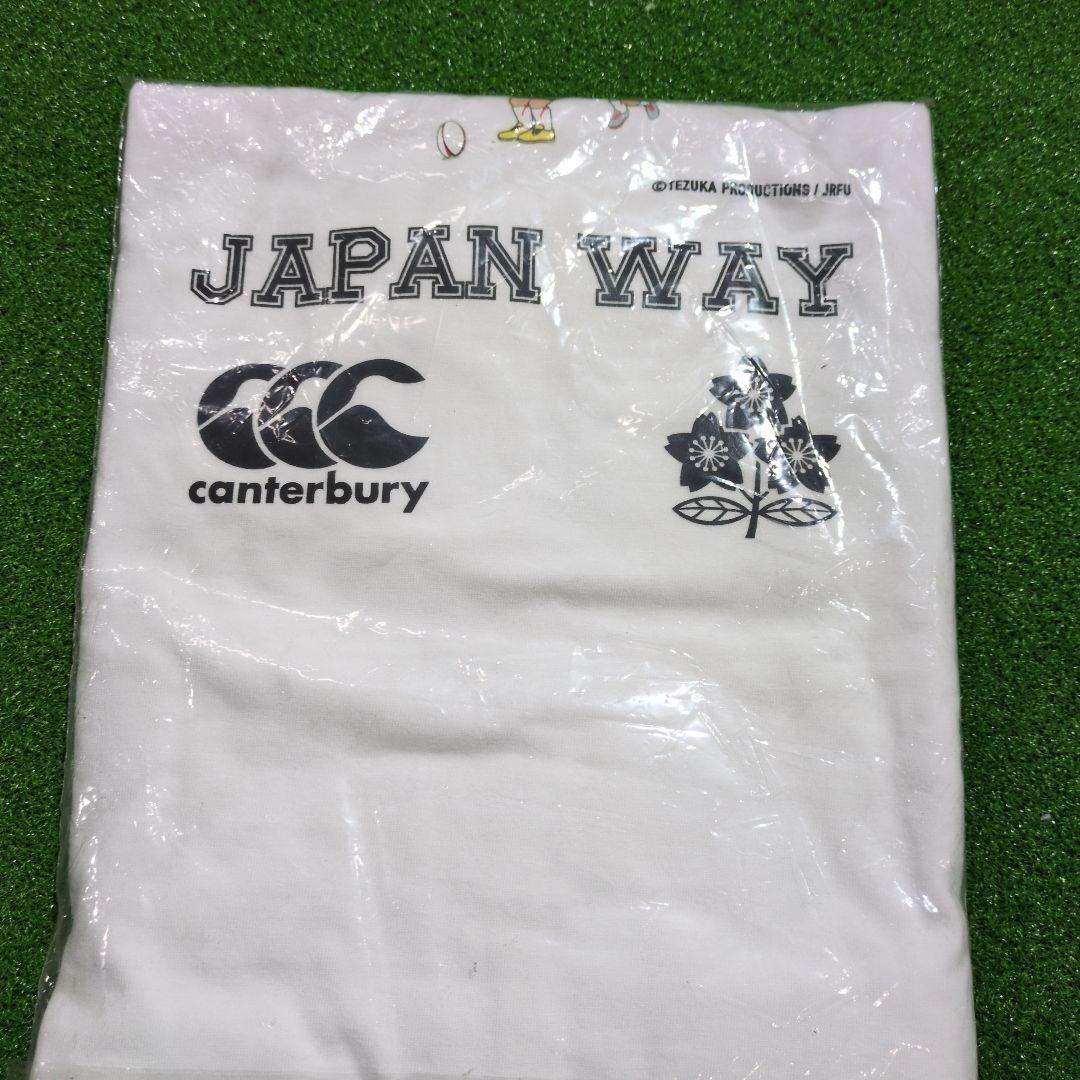 ©TEZUKA PRODUCTIONS / JRFU
JAPAN WAY
canterbury